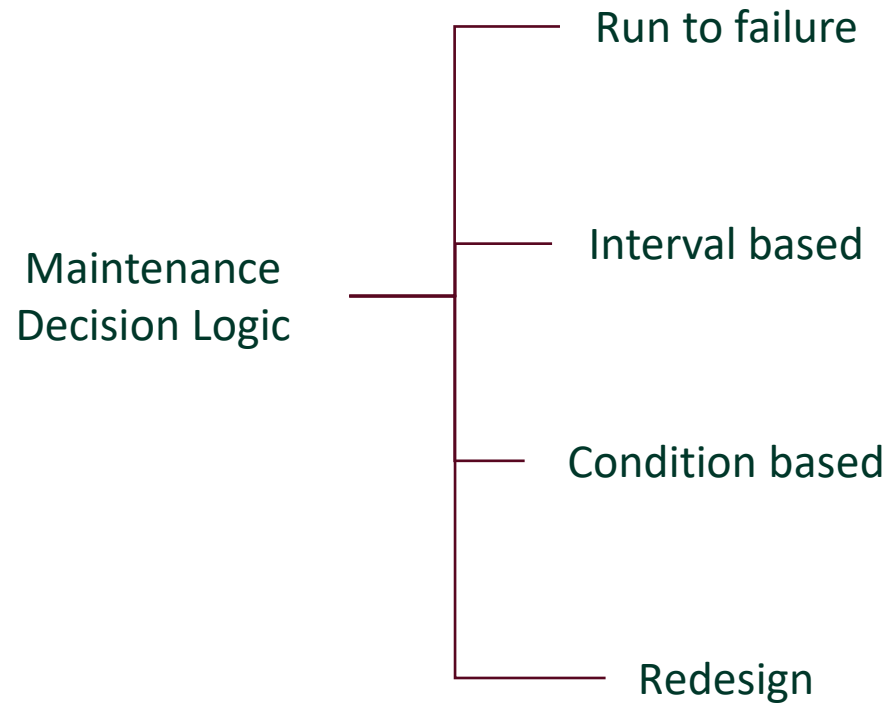 Run to failure
Interval based
Maintenance
Decision Logic
Condition based
Redesign